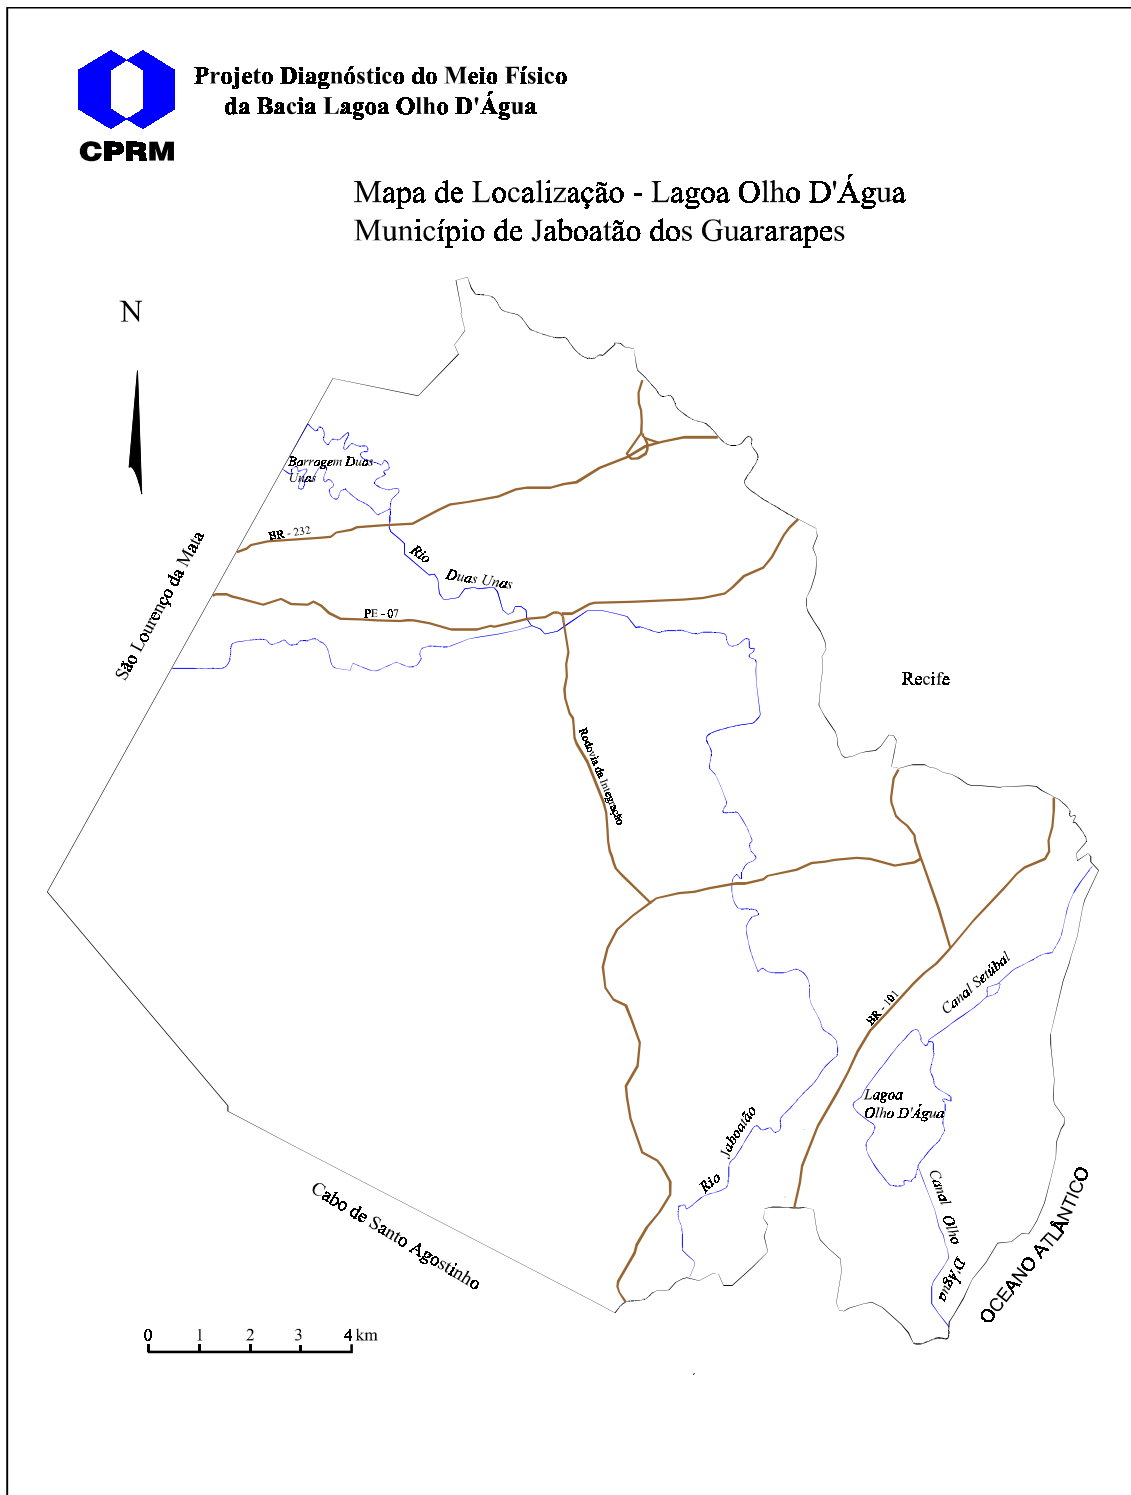 Projeto Diagnóstico do Meio Físico
da Bacia Lagoa Olho D'Água
CPRM
Mapa de Localização - Lagoa Olho D'Água
Município de Jaboatão dos Guararapes
N
Barragem Duas
Unas
BR - 232
Rio
Duas Unas
São Lourenço da Mata
PE - 07
Recife
Rodovia da Integração
Canal Setúbal
BR - 101
Lagoa
Olho D'Água
Rio
Jaboatão
Canal Olho
D'Água
Cabo de Santo Agostinho
OCEANO ATLÂNTICO
0 1 2 3 4 km